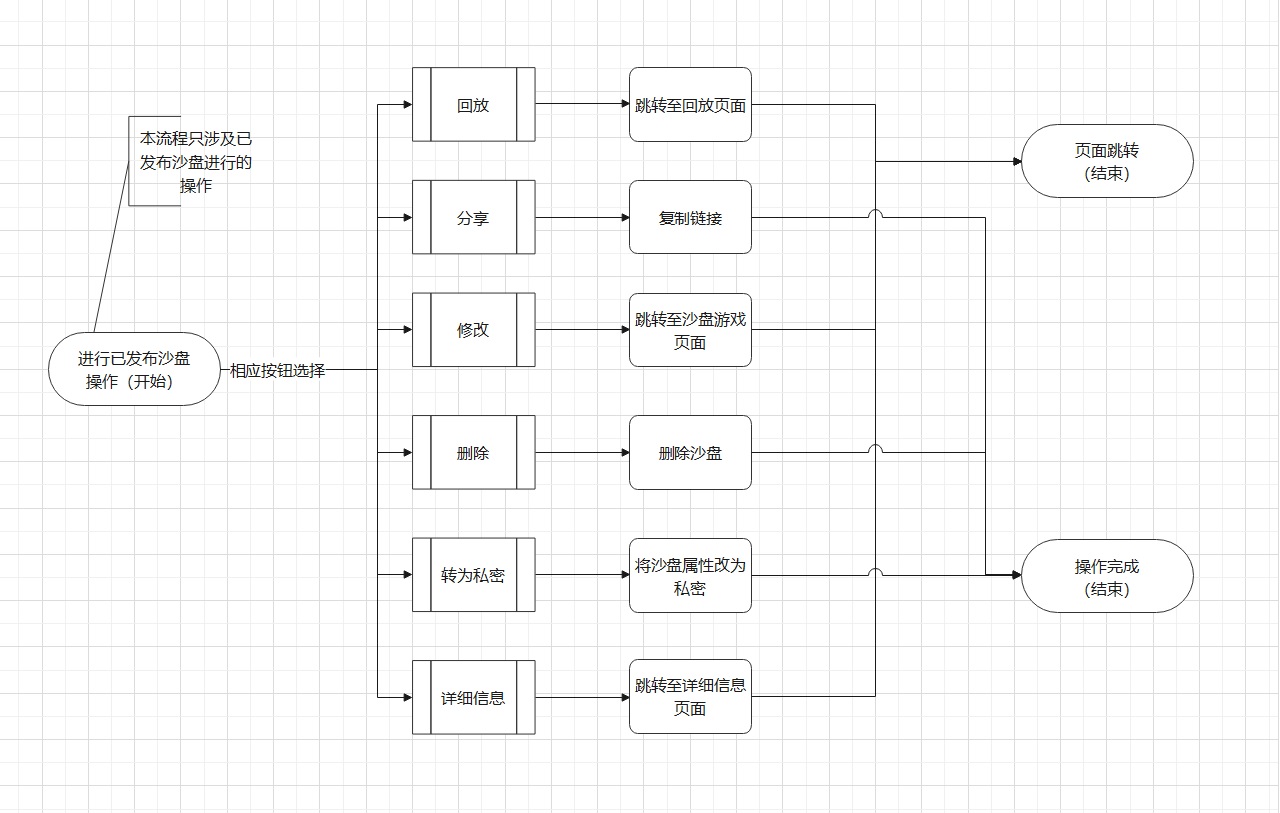 本流程只涉及已
发布沙盘进行的
操作
进行已发布沙盘
操作（开始）
相应按钮选择
回放
跳转至回放页面
分享
复制链接
修改
跳转至沙盘游戏
页面
删除
删除沙盘
转为私密
将沙盘属性改为
私密
详细信息
跳转至详细信息
页面
页面跳转
（结束）
操作完成
（结束）